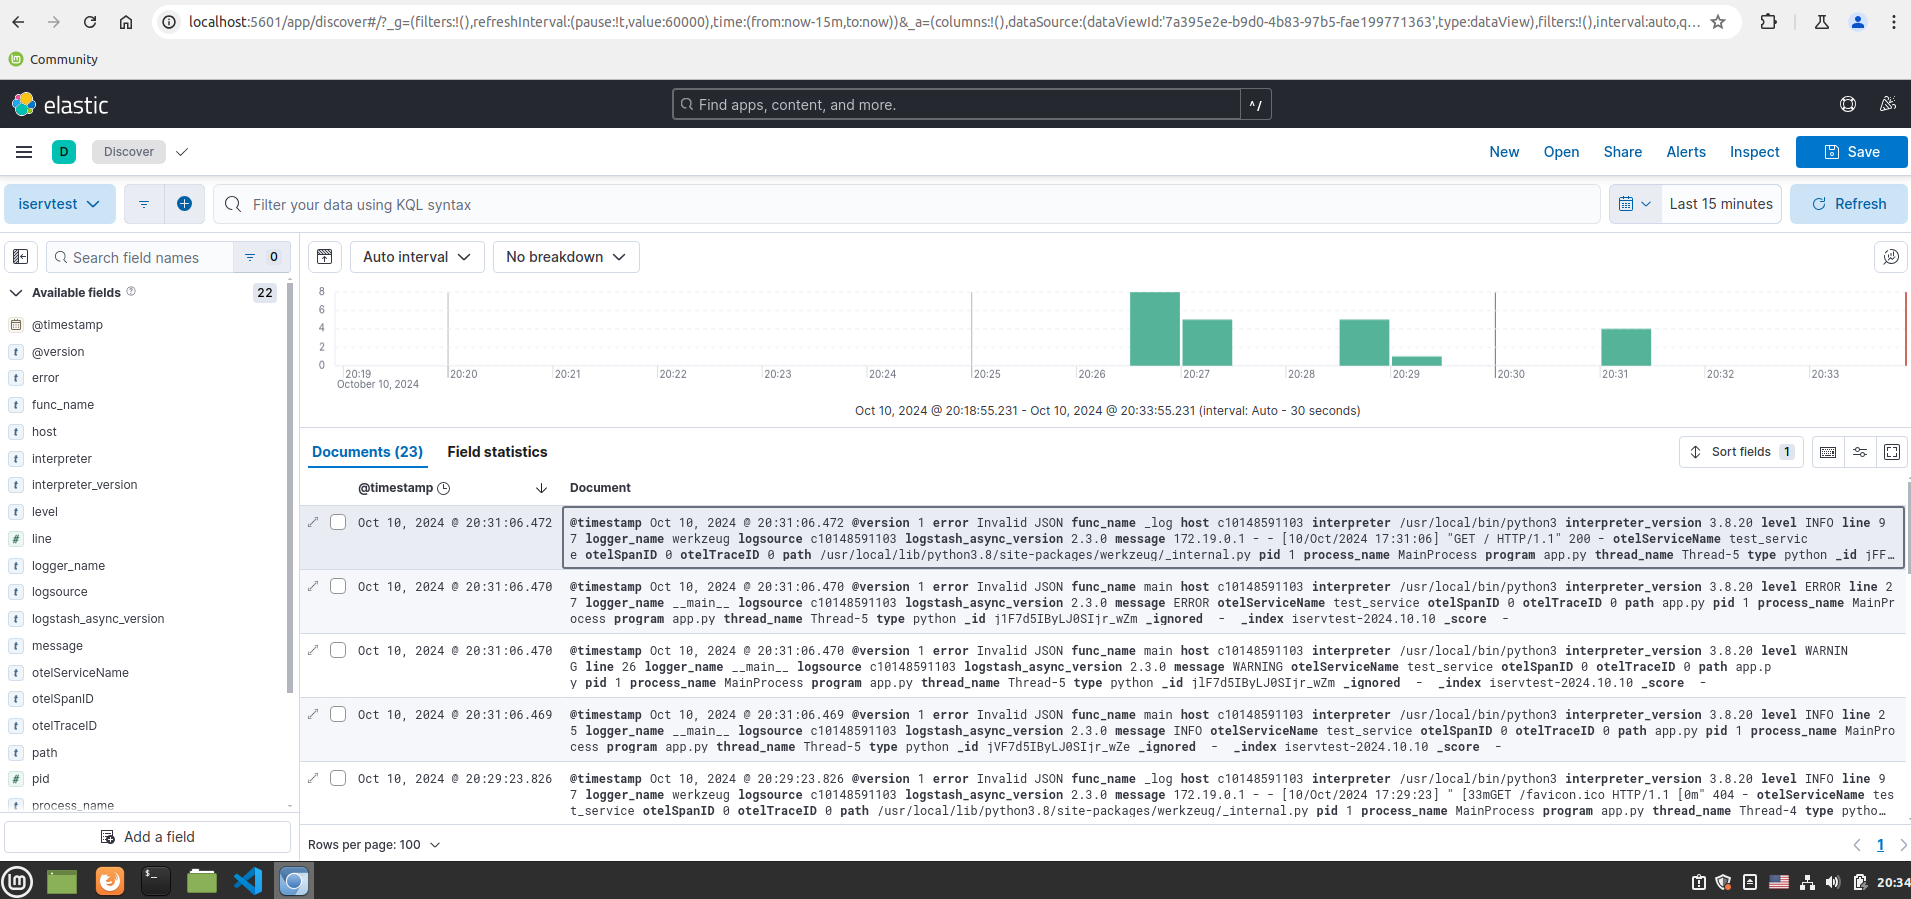 localhost:5601/app/discover#/?_g=(filters:!(),refreshInterval:(pause:!t,value:60000),time:(from:now-15m,to:now))&_a=(columns:!(),dataSource:(dataViewId:'7a395e2e-b9d0-4b83-97b5-fae199771363',type:dataView),filters:!(),interval:auto,q...
Community
elastic
Find apps, content, and more.
^ /
D
Discover
New
Open
Share
Alerts
Inspect
Save
iservtest
Filter your data using KQL syntax
Last 15 minutes
Refresh
Search field names
0
Auto interval
No breakdown
Available fields
22
@timestamp
@version
error
func_name
host
interpreter
interpreter_version
level
line
logger_name
logsource
logstash_async_version
message
otelServiceName
otelSpanID
otelTraceID
path
pid
process_name
Add a field
8
6
4
2
0
20:19
20:20
20:21
20:22
20:23
20:24
20:25
20:26
20:27
20:28
20:29
20:30
20:31
20:32
20:33
October 10, 2024
Oct 10, 2024 @ 20:18:55.231 - Oct 10, 2024 @ 20:33:55.231 (interval: Auto - 30 seconds)
Documents (23)
Field statistics
Sort fields 1
@timestamp
Document
Oct 10, 2024 @ 20:31:06.472
@timestamp Oct 10, 2024 @ 20:31:06.472 @version 1 error Invalid JSON func_name _log host c10148591103 interpreter /usr/local/bin/python3 interpreter_version 3.8.20 level INFO line 9
7 logger_name werkzeug logsource c10148591103 logstash_async_version 2.3.0 message 172.19.0.1 - - [10/Oct/2024 17:31:06] "GET / HTTP/1.1" 200 - otelServiceName test_servic
e otelSpanID 0 otelTraceID 0 path /usr/local/lib/python3.8/site-packages/werkzeug/_internal.py pid 1 process_name MainProcess program app.py thread_name Thread-5 type python _id jFF...
Oct 10, 2024 @ 20:31:06.470
@timestamp Oct 10, 2024 @ 20:31:06.470 @version 1 error Invalid JSON func_name main host c10148591103 interpreter /usr/local/bin/python3 interpreter_version 3.8.20 level ERROR line 2
7 logger_name __main__ logsource c10148591103 logstash_async_version 2.3.0 message ERROR otelServiceName test_service otelSpanID 0 otelTraceID 0 path app.py pid 1 process_name MainPr
ocess program app.py thread_name Thread-5 type python _id j1F7d5IByLJ0SIjr_wZm _ignored - _index iservtest-2024.10.10 _score -
Oct 10, 2024 @ 20:31:06.470
@timestamp Oct 10, 2024 @ 20:31:06.470 @version 1 error Invalid JSON func_name main host c10148591103 interpreter /usr/local/bin/python3 interpreter_version 3.8.20 level WARNIN
G line 26 logger_name __main__ logsource c10148591103 logstash_async_version 2.3.0 message WARNING otelServiceName test_service otelSpanID 0 otelTraceID 0 path app.p
y pid 1 process_name MainProcess program app.py thread_name Thread-5 type python _id jlF7d5IByLJ0SIjr_wZm _ignored - _index iservtest-2024.10.10 _score -
Oct 10, 2024 @ 20:31:06.469
@timestamp Oct 10, 2024 @ 20:31:06.469 @version 1 error Invalid JSON func_name main host c10148591103 interpreter /usr/local/bin/python3 interpreter_version 3.8.20 level INFO line 2
5 logger_name __main__ logsource c10148591103 logstash_async_version 2.3.0 message INFO otelServiceName test_service otelSpanID 0 otelTraceID 0 path app.py pid 1 process_name MainPro
cess program app.py thread_name Thread-5 type python _id jVF7d5IByLJ0SIjr_wZe _ignored - _index iservtest-2024.10.10 _score -
Oct 10, 2024 @ 20:29:23.826
@timestamp Oct 10, 2024 @ 20:29:23.826 @version 1 error Invalid JSON func_name _log host c10148591103 interpreter /usr/local/bin/python3 interpreter_version 3.8.20 level INFO line 9
7 logger_name werkzeug logsource c10148591103 logstash_async_version 2.3.0 message 172.19.0.1 - - [10/Oct/2024 17:29:23] " [33mGET /favicon.ico HTTP/1.1 [0m" 404 - otelServiceName tes
t_service otelSpanID 0 otelTraceID 0 path /usr/local/lib/python3.8/site-packages/werkzeug/_internal.py pid 1 process_name MainProcess program app.py thread_name Thread-4 type pytho...
Rows per page: 100
1
20:34